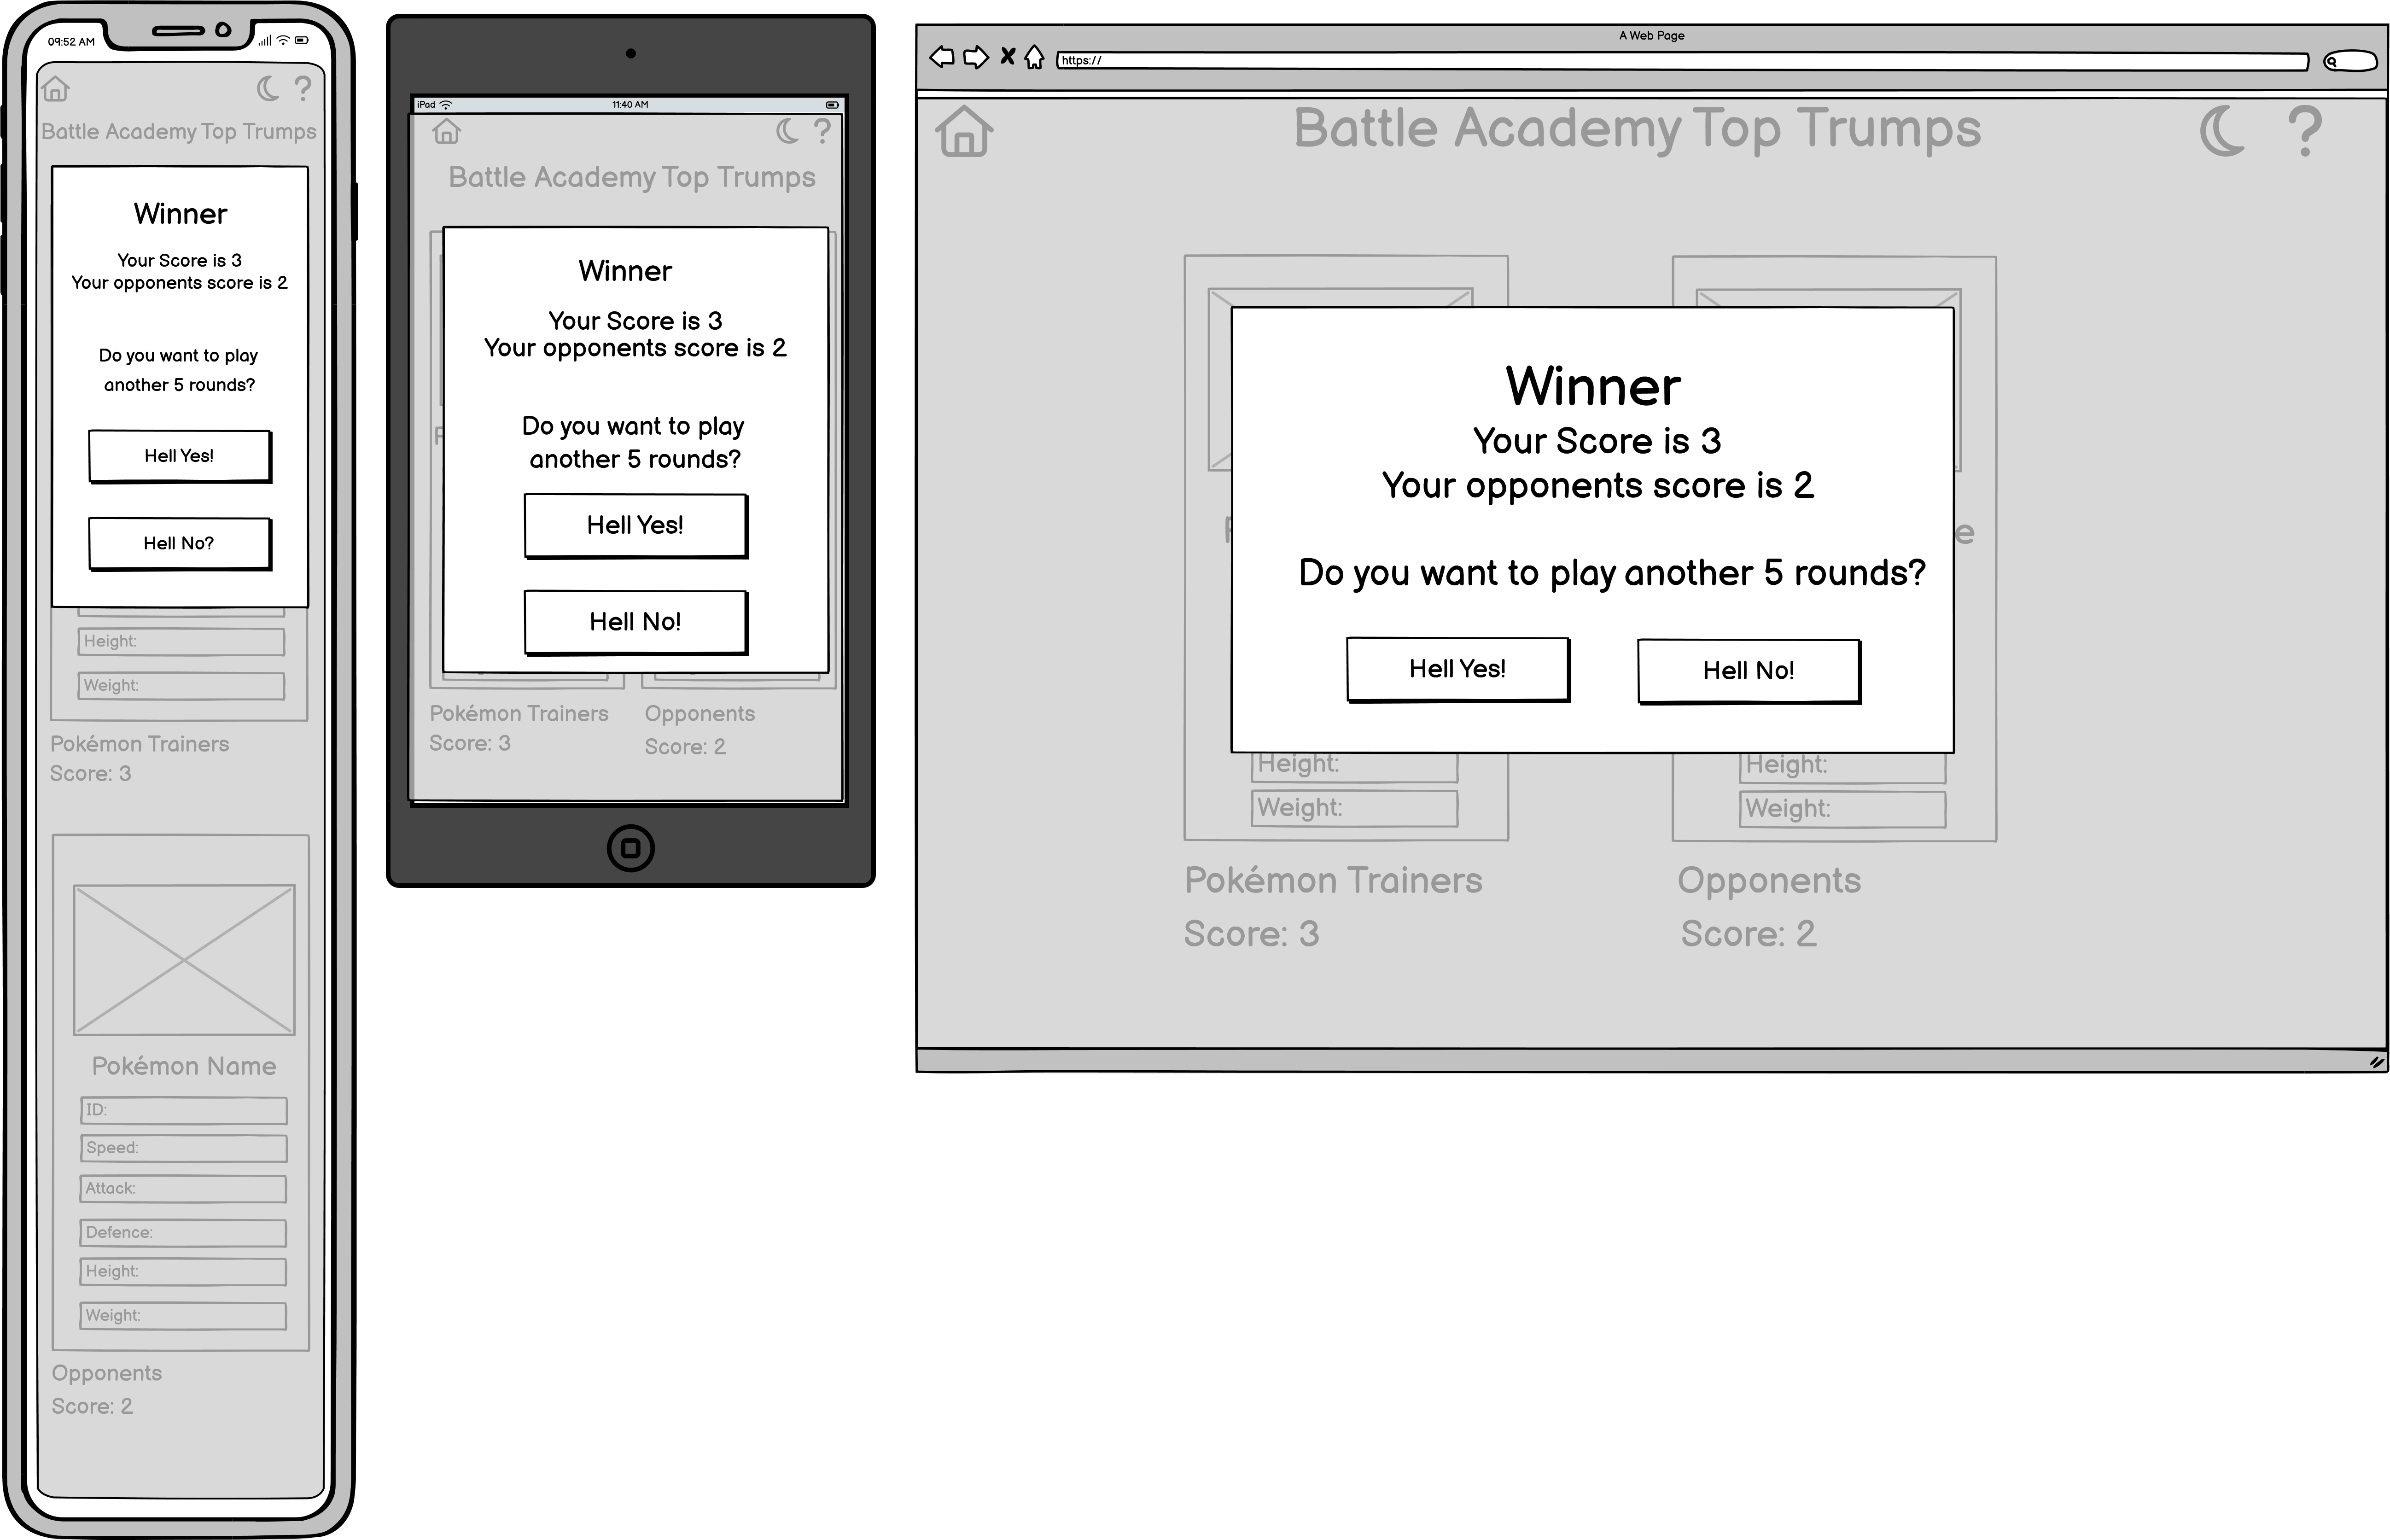 09:52 AM
?
Battle Academy Top Trumps
Winner
Your Score is 3
Your opponents score is 2
Do you want to play
another 5 rounds?
Hell Yes!
Hell No?
Height:
Weight:
Pokémon Trainers
Score: 3
Pokémon Name
ID:
Speed:
Attack:
Defence:
Height:
Weight:
Opponents
Score: 2
iPad
11:40 AM
?
Battle Academy Top Trumps
Winner
Your Score is 3
Your opponents score is 2
Do you want to play
another 5 rounds?
Hell Yes!
Hell No!
Pokémon Trainers
Score: 3
Opponents
Score: 2
A Web Page
https://
Battle Academy Top Trumps
?
Winner
Your Score is 3
Your opponents score is 2
e
Do you want to play another 5 rounds?
Hell Yes!
Hell No!
Height:
Height:
Weight:
Weight:
Pokémon Trainers
Opponents
Score: 3
Score: 2